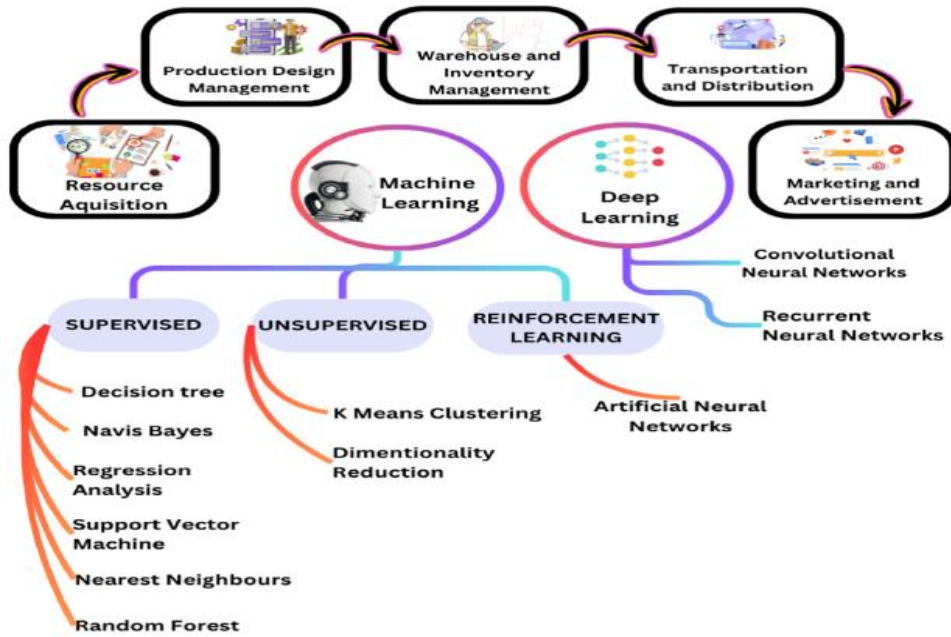 Production Design
Management
Warehouse and
Inventory
Management
Transportation
and Distribution
Resource
Aquisition
Marketing and
Advertisement
Machine
Learning
Deep
Learning
Convolutional
Neural Networks
Recurrent
Neural Networks
SUPERVISED
UNSUPERVISED
REINFORCEMENT
LEARNING
Decision tree
Navis Bayes
Regression
Analysis
Support Vector
Machine
Nearest Neighbours
Random Forest
K Means Clustering
Dimentionality
Reduction
Artificial Neural
Networks